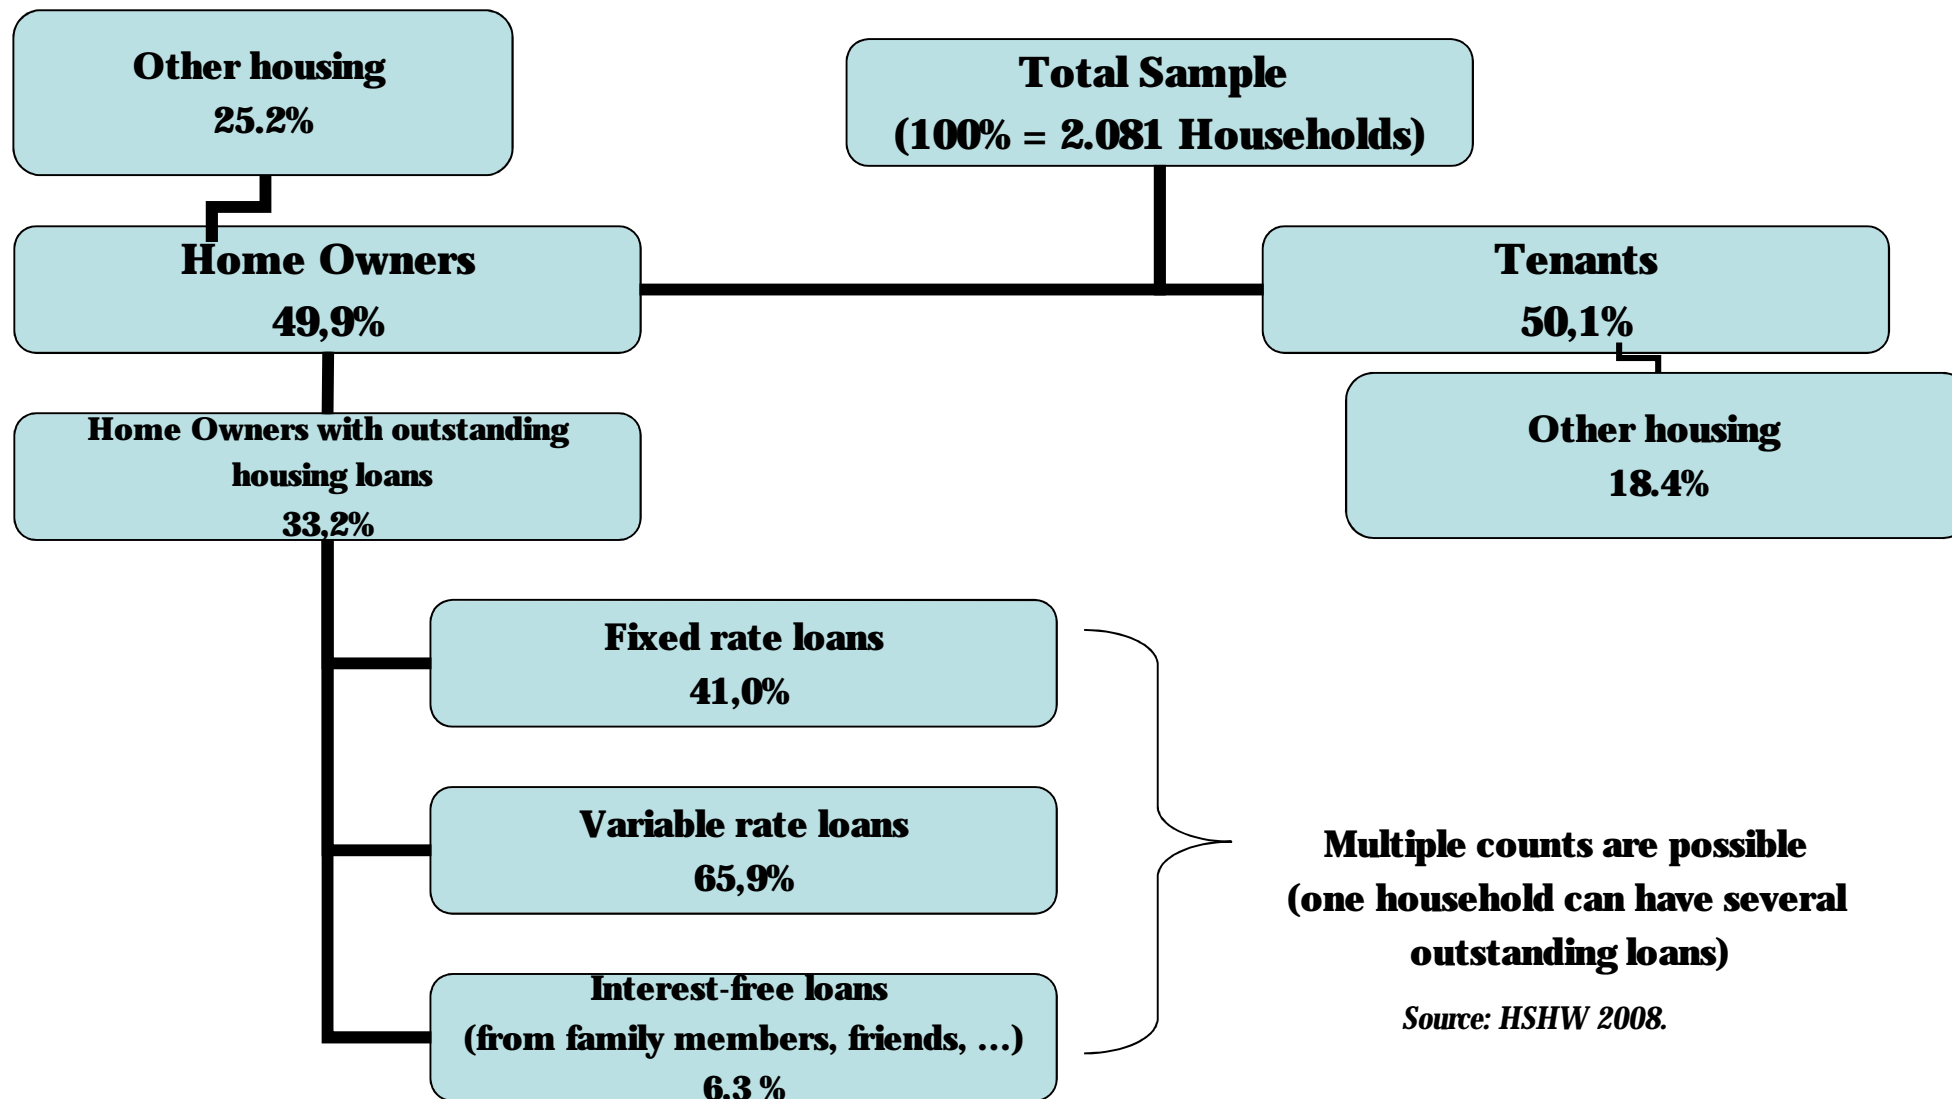 Other housing
25.2%
Total Sample
(100% = 2.081 Households)
Home Owners
49,9%
Tenants
50,1%
Home Owners with outstanding
housing loans
33,2%
Other housing
18.4%
Fixed rate loans
41,0%
Variable rate loans
65,9%
Interest-free loans
(from family members, friends, …)
6,3 %
Multiple counts are possible
(one household can have several
outstanding loans)
Source: HSHW 2008.